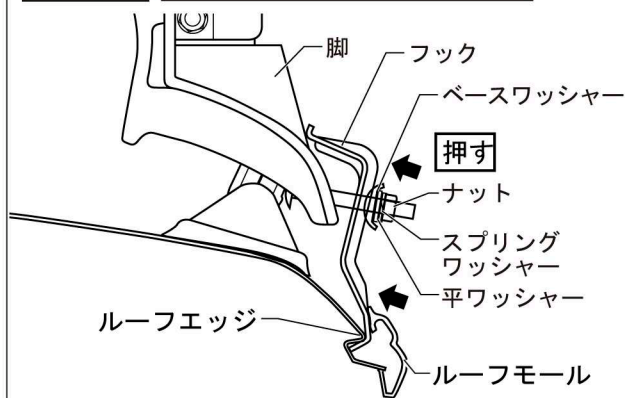 脚
フック
ベースワッシャー
押す
ナット
スプリング
ワッシャー
平ワッシャー
ルーフエッジ
ルーフモール